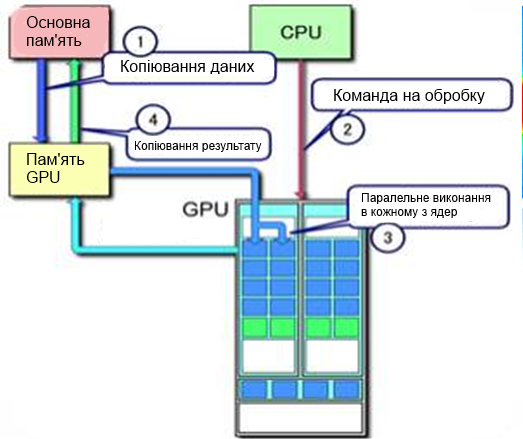 Основна
пам'ять
1
CPU
Копіювання даних
Команда на обробку
4
2
Копіювання результату
Пам'ять
GPU
GPU
Паралельне виконання
в кожному з ядер
3